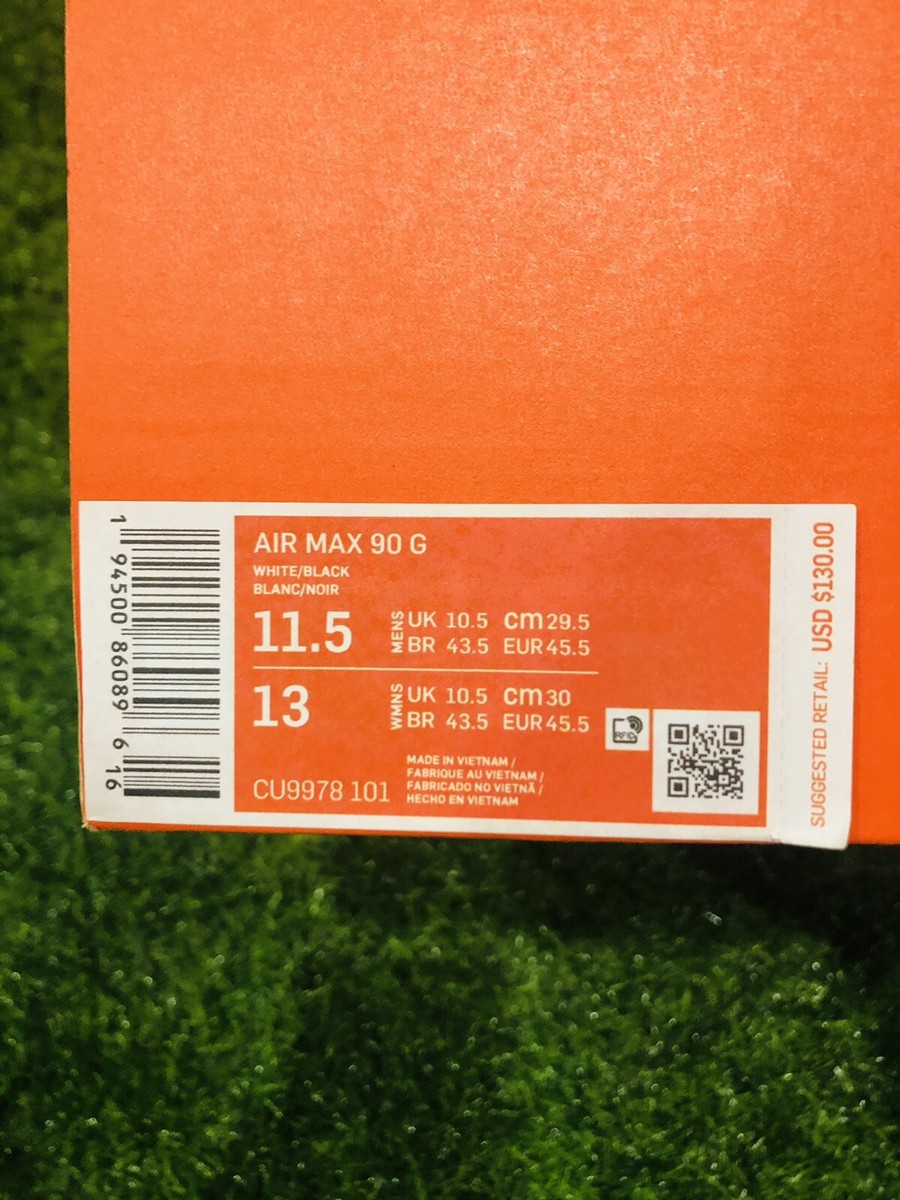 AIR MAX 90 G
WHITE/BLACK
BLANC/NOIR
11.5 MENS UK 10.5 cm 29.5
BR 43.5 EUR 45.5
13 WMNS UK 10.5 cm 30
BR 43.5 EUR 45.5
RFID
CU9978 101
MADE IN VIETNAM /
FABRIQUE AU VIETNAM /
FABRICADO NO VIETNÃ /
HECHO EN VIETNAM
1 94500 86089 6 16
SUGGESTED RETAIL: USD $130.00